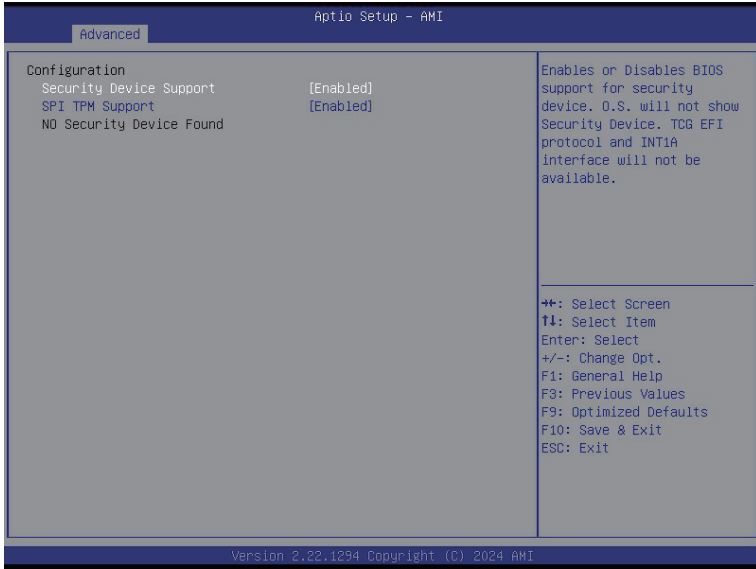 Aptio Setup – AMI
Advanced
Configuration
Security Device Support [Enabled]
SPI TPM Support [Enabled]
NO Security Device Found
Enables or Disables BIOS
support for security
device. O.S. will not show
Security Device. TCG EFI
protocol and INT1A
interface will not be
available.
→←: Select Screen
↑↓: Select Item
Enter: Select
+/-: Change Opt.
F1: General Help
F3: Previous Values
F9: Optimized Defaults
F10: Save & Exit
ESC: Exit
Version 2.22.1294 Copyright (C) 2024 AMI